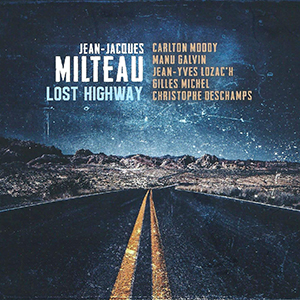 JEAN-JACQUES
MILTEAU
LOST HIGHWAY
CARLTON MOODY
MANU GALVIN
JEAN-YVES LOZAC'H
GILLES MICHEL
CHRISTOPHE DESCHAMPS